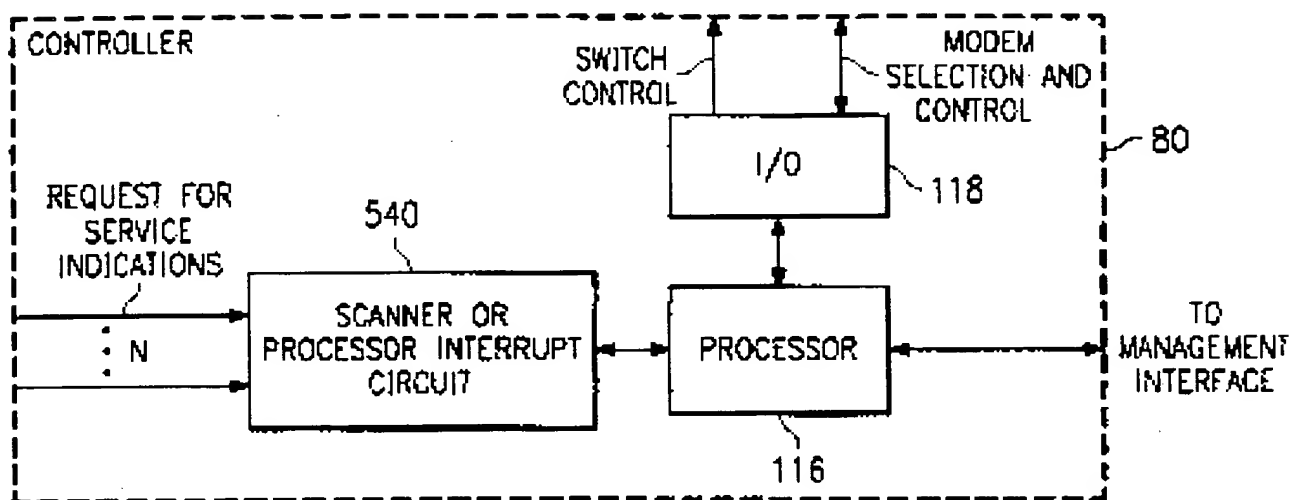 CONTROLLER
SWITCH
CONTROL
MODEM
SELECTION AND
CONTROL
80
I/O
118
REQUEST FOR
SERVICE
INDICATIONS
540
N
SCANNER OR
PROCESSOR INTERRUPT
CIRCUIT
PROCESSOR
116
TO
MANAGEMENT
INTERFACE